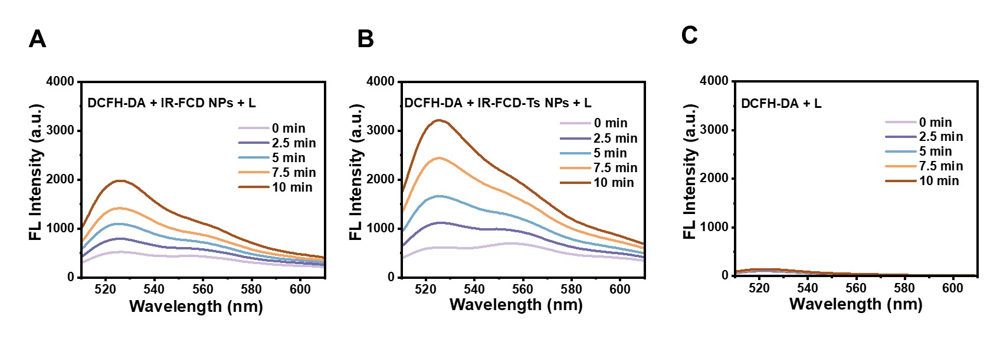 A
4000
3000
2000
1000
0
FL Intensity (a.u.)
DCFH-DA + IR-FCD NPs + L
0 min
2.5 min
5 min
7.5 min
10 min
520 540 560 580 600
Wavelength (nm)
B
4000
3000
2000
1000
0
FL Intensity (a.u.)
DCFH-DA + IR-FCD-Ts NPs + L
0 min
2.5 min
5 min
7.5 min
10 min
520 540 560 580 600
Wavelength (nm)
C
4000
3000
2000
1000
0
FL Intensity (a.u.)
DCFH-DA + L
0 min
2.5 min
5 min
7.5 min
10 min
520 540 560 580 600
Wavelength (nm)